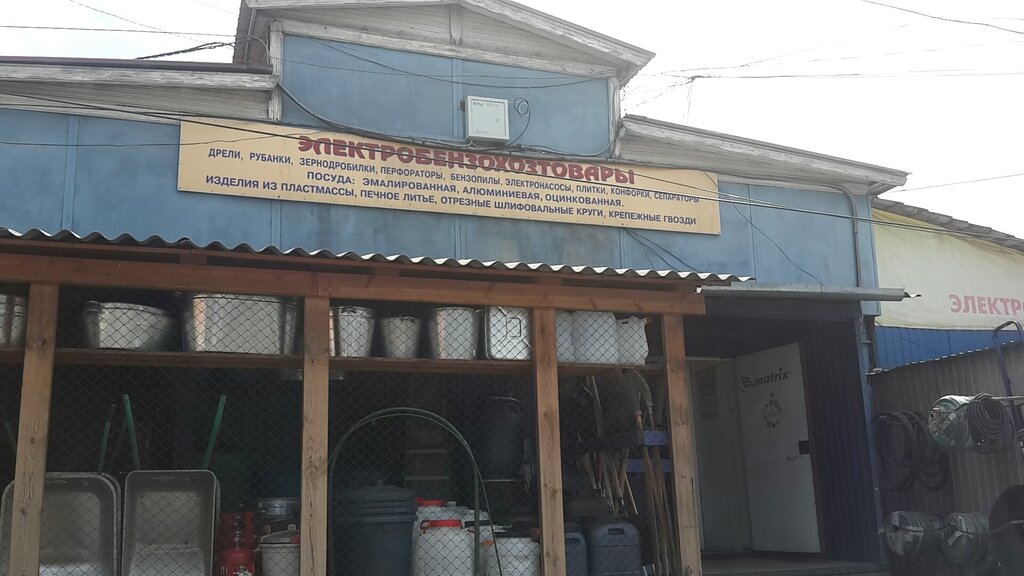 ЭЛЕКТРОБЕНЗОХОЗТОВАРЫ
ДРЕЛИ, РУБАНКИ, ЗЕРНОДРОБИЛКИ, ПЕРФОРАТОРЫ, БЕНЗОПИЛЫ, ЭЛЕКТРОНАСОСЫ, ПЛИТКИ, КОНФОРКИ, СЕПАРАТОРЫ
ПОСУДА: ЭМАЛИРОВАННАЯ, АЛЮМИНИЕВАЯ, ОЦИНКОВАННАЯ.
ИЗДЕЛИЯ ИЗ ПЛАСТМАССЫ, ПЕЧНОЕ ЛИТЬЕ, ОТРЕЗНЫЕ ШЛИФОВАЛЬНЫЕ КРУГИ, КРЕПЕЖНЫЕ ГВОЗДИ
ЭЛЕКТР
matrix